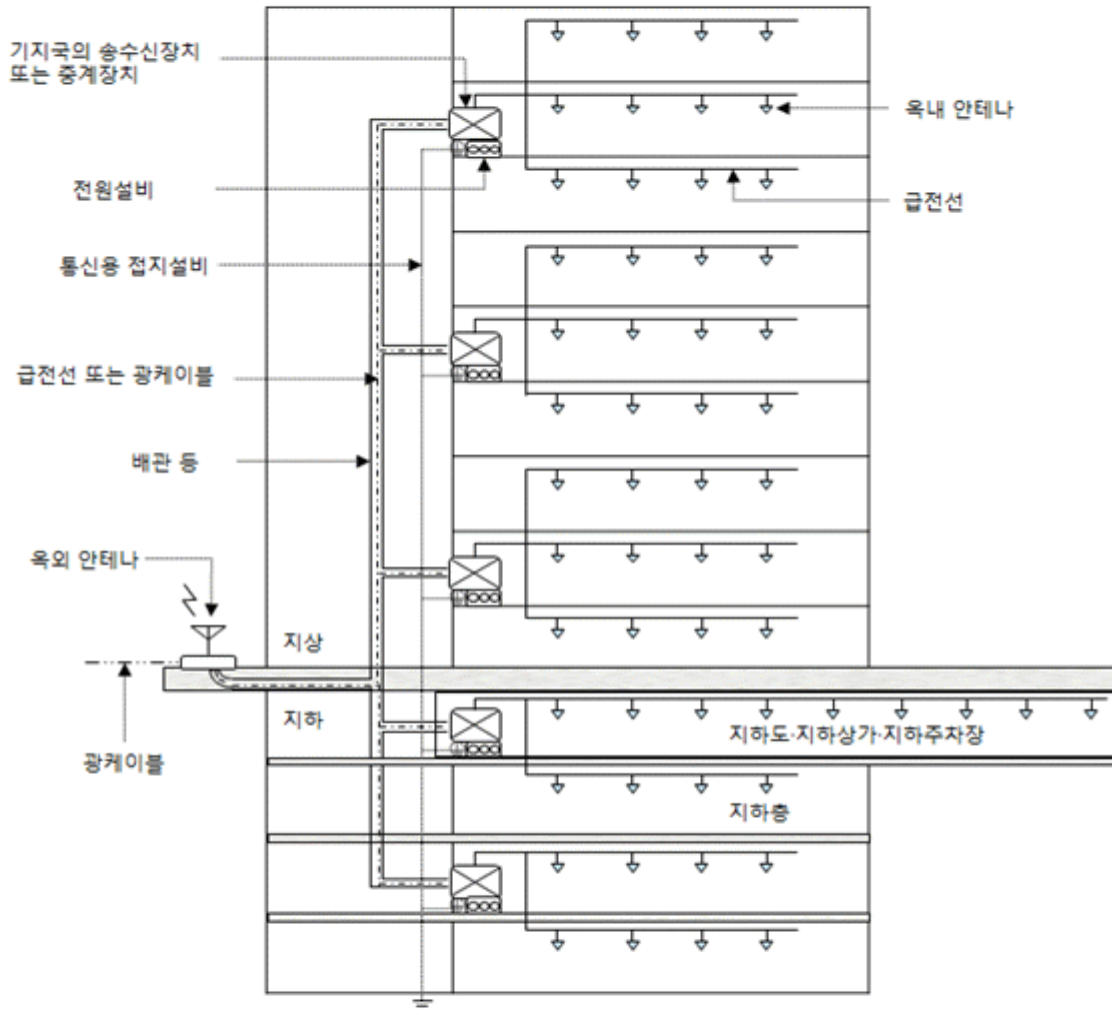 기지국의 송수신장치
또는 중계장치
옥내 안테나
전원설비
급전선
통신용 접지설비
급전선 또는 광케이블
배관 등
옥외 안테나
지상
지하
지하도·지하상가·지하주차장
광케이블
지하층